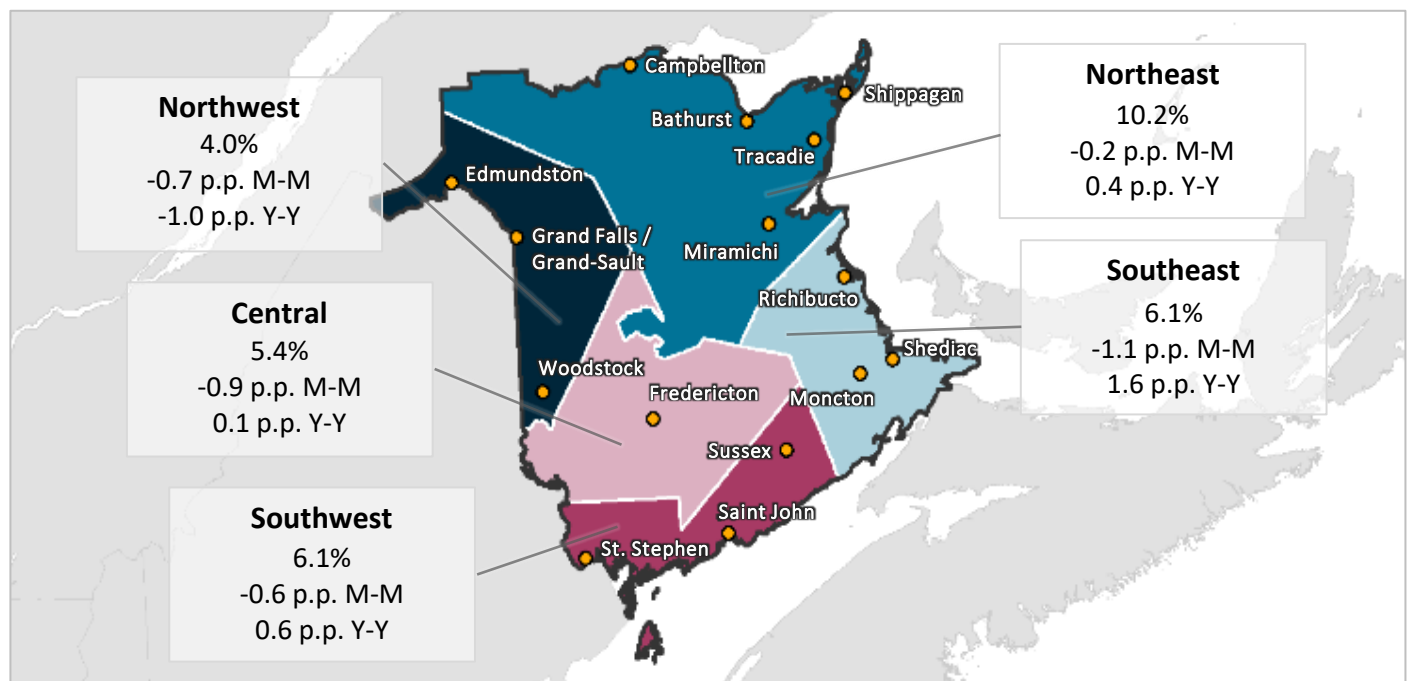 Northwest
4.0%
-0.7 p.p. M-M
-1.0 p.p. Y-Y
Central
5.4%
-0.9 p.p. M-M
0.1 p.p. Y-Y
Southwest
6.1%
-0.6 p.p. M-M
0.6 p.p. Y-Y
Northeast
10.2%
-0.2 p.p. M-M
0.4 p.p. Y-Y
Southeast
6.1%
-1.1 p.p. M-M
1.6 p.p. Y-Y
Campbellton
Shippagan
Bathurst
Tracadie
Edmundston
Grand Falls /
Grand-Sault
Miramichi
Richibucto
Shediac
Woodstock
Fredericton
Moncton
Sussex
Saint John
St. Stephen